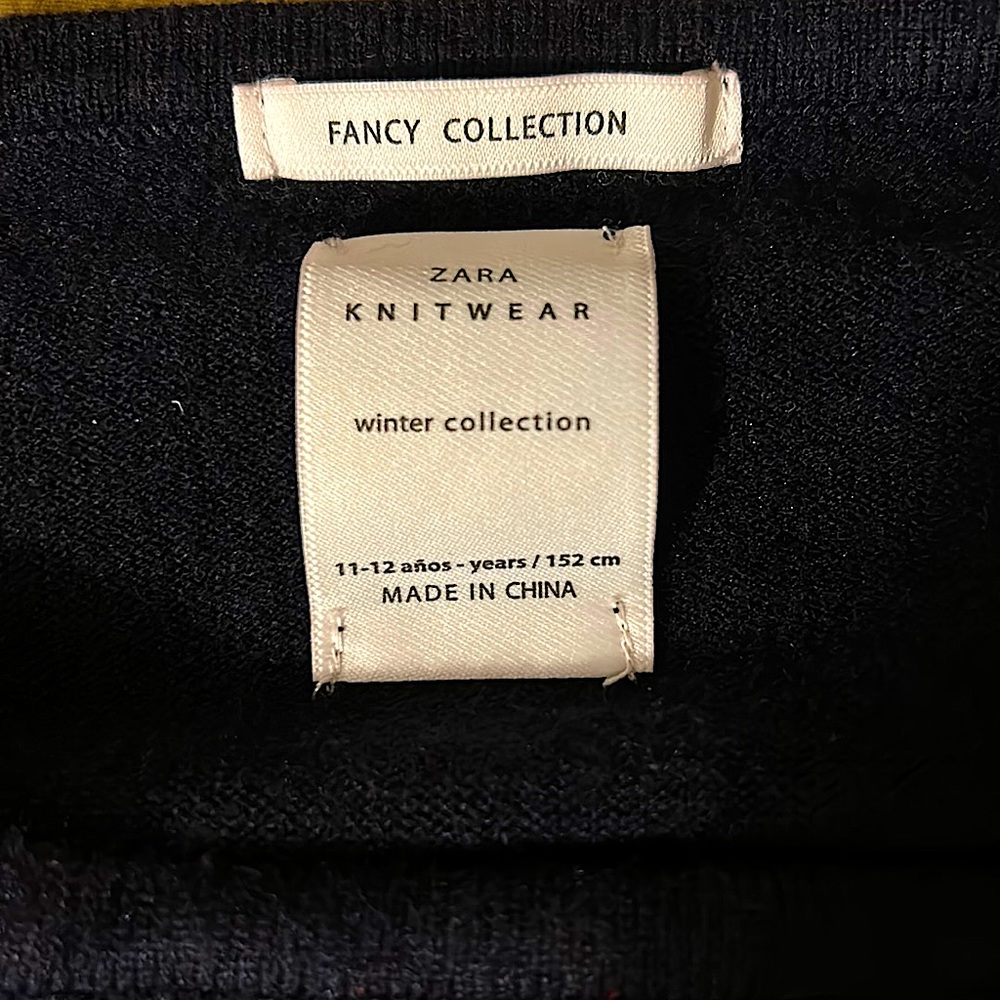 FANCY COLLECTION
ZARA
KNITWEAR
winter collection
11-12 años - years / 152 cm
MADE IN CHINA